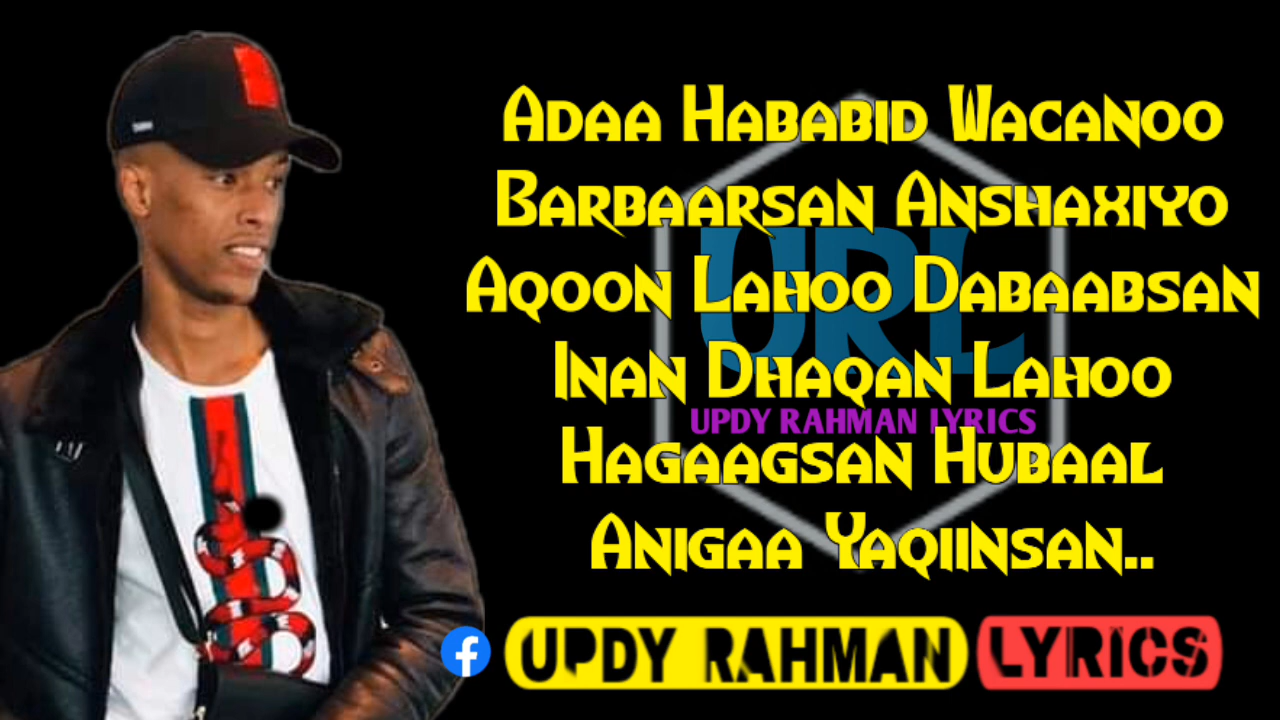 Adaa Hababid Wacanoo
Barbaarsan Anshaxiyo
Aqoon Lahoo Dabaabsan
URL
Inan Dhaqan Lahoo
UPDY RAHMAN LYRICS
Hagaagsan Hubaal
Anigaa Yaqiinsan..
UPDY RAHMAN LYRICS